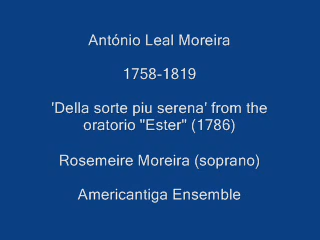 António Leal Moreira
1758-1819
'Della sorte piu serena' from the
oratorio "Ester" (1786)
Rosemeire Moreira (soprano)
Americantiga Ensemble